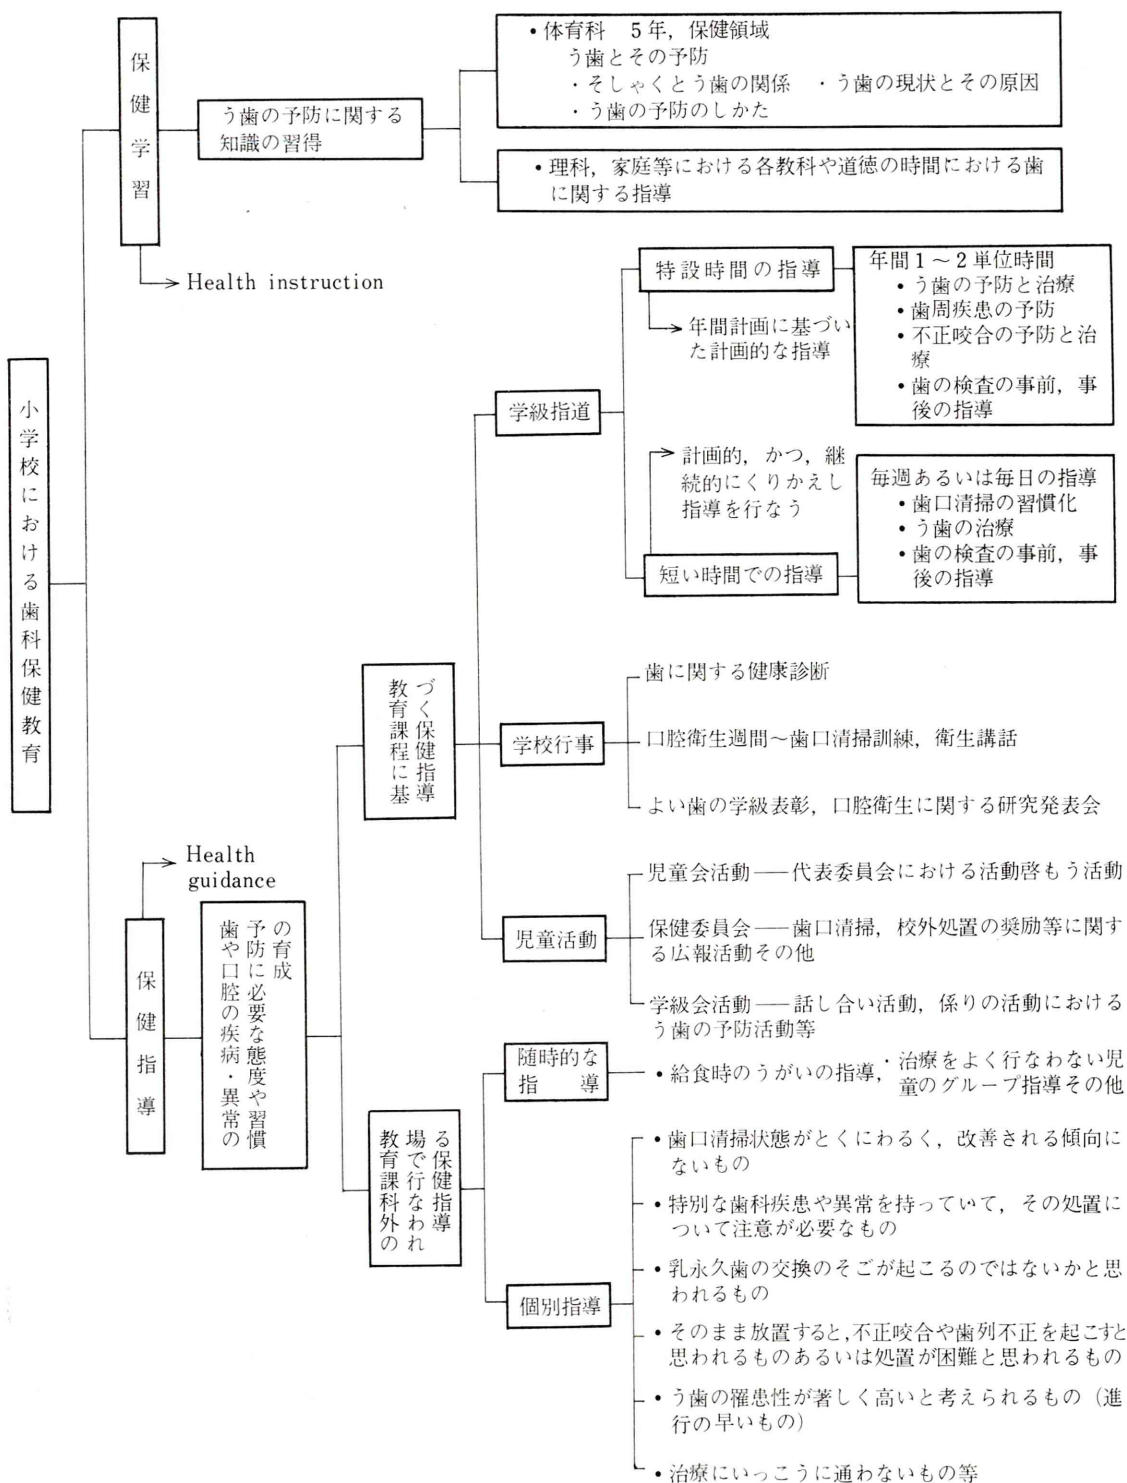 小学校における歯科保健教育
保健学習
Health instruction
う歯の予防に関する
知識の習得
• 体育科　5年，保健領域
う歯とその予防
・そしゃくとう歯の関係　・う歯の現状とその原因
・う歯の予防のしかた
• 理科，家庭等における各教科や道徳の時間における歯
に関する指導
保健指導
Health
guidance
歯や口腔の疾病・異常の
予防に必要な態度や習慣
の育成
教育課程に基
づく保健指導
学級指道
特設時間の指導
年間計画に基づい
た計画的な指導
年間1～2単位時間
• う歯の予防と治療
• 歯周疾患の予防
• 不正咬合の予防と治
療
• 歯の検査の事前，事
後の指導
計画的，かつ，継
続的にくりかえし
指導を行なう
短い時間での指導
毎週あるいは毎日の指導
• 歯口清掃の習慣化
• う歯の治療
• 歯の検査の事前，事
後の指導
学校行事
歯に関する健康診断
口腔衛生週間～歯口清掃訓練，衛生講話
よい歯の学級表彰，口腔衛生に関する研究発表会
児童活動
児童会活動――代表委員会における活動啓もう活動
保健委員会――歯口清掃，校外処置の奨励等に関す
る広報活動その他
学級会活動――話し合い活動，係りの活動における
う歯の予防活動等
教育課科外の
場で行なわれ
る保健指導
随時的な
指　導
• 給食時のうがいの指導，・治療をよく行なわない児
童のグループ指導その他
個別指導
• 歯口清掃状態がとくにわるく，改善される傾向に
ないもの
• 特別な歯科疾患や異常を持っていて，その処置に
ついて注意が必要なもの
• 乳永久歯の交換のそごが起こるのではないかと思
われるもの
• そのまま放置すると，不正咬合や歯列不正を起こすと
思われるものあるいは処置が困難と思われるもの
• う歯の罹患性が著しく高いと考えられるもの（進
行の早いもの）
• 治療にいっこうに通わないもの等